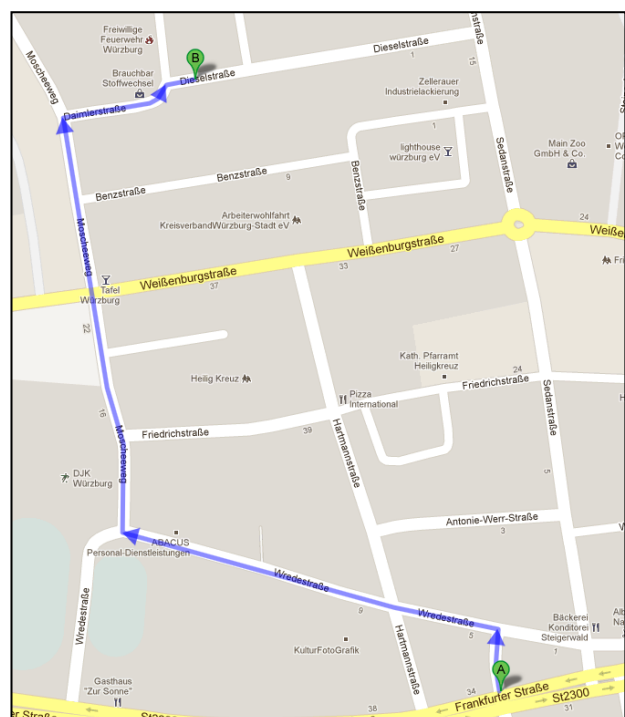 Moscheeweg
Freiwillige
Feuerwehr
Würzburg
B
Dieselstraße
Dieselstraße
1
15
Brauchbar
Stoffwechsel
Daimlerstraße
Zellerauer
Industrielackierung
1
lighthouse
würzburg eV
Main Zoo
GmbH & Co.
Sedanstraße
Benzstraße
Benzstraße
9
Benzstraße
Arbeiterwohlfahrt
KreisverbandWürzburg-Stadt eV
24
Moscheeweg
Weißenburgstraße
27
Weiße
Weißenburgstraße
33
37
Tafel
Würzburg
Fri
22
Kath. Pfarramt
Heiligkreuz
24
Heilig Kreuz
Friedrichstraße
Pizza
International
16
Sedanstraße
Friedrichstraße
39
Hartmannstraße
Moscheeweg
DJK
Würzburg
5
Antonie-Werr-Straße
3
ABACUS
Personal-Dienstleistungen
Wredestraße
Wredestraße
9
Wredestraße
5
Hartmannstraße
Bäckerei
Konditorei
Steigerwald
1
KulturFotoGrafik
A
Gasthaus
"Zur Sonne"
34
Frankfurter Straße
St2300
38
31